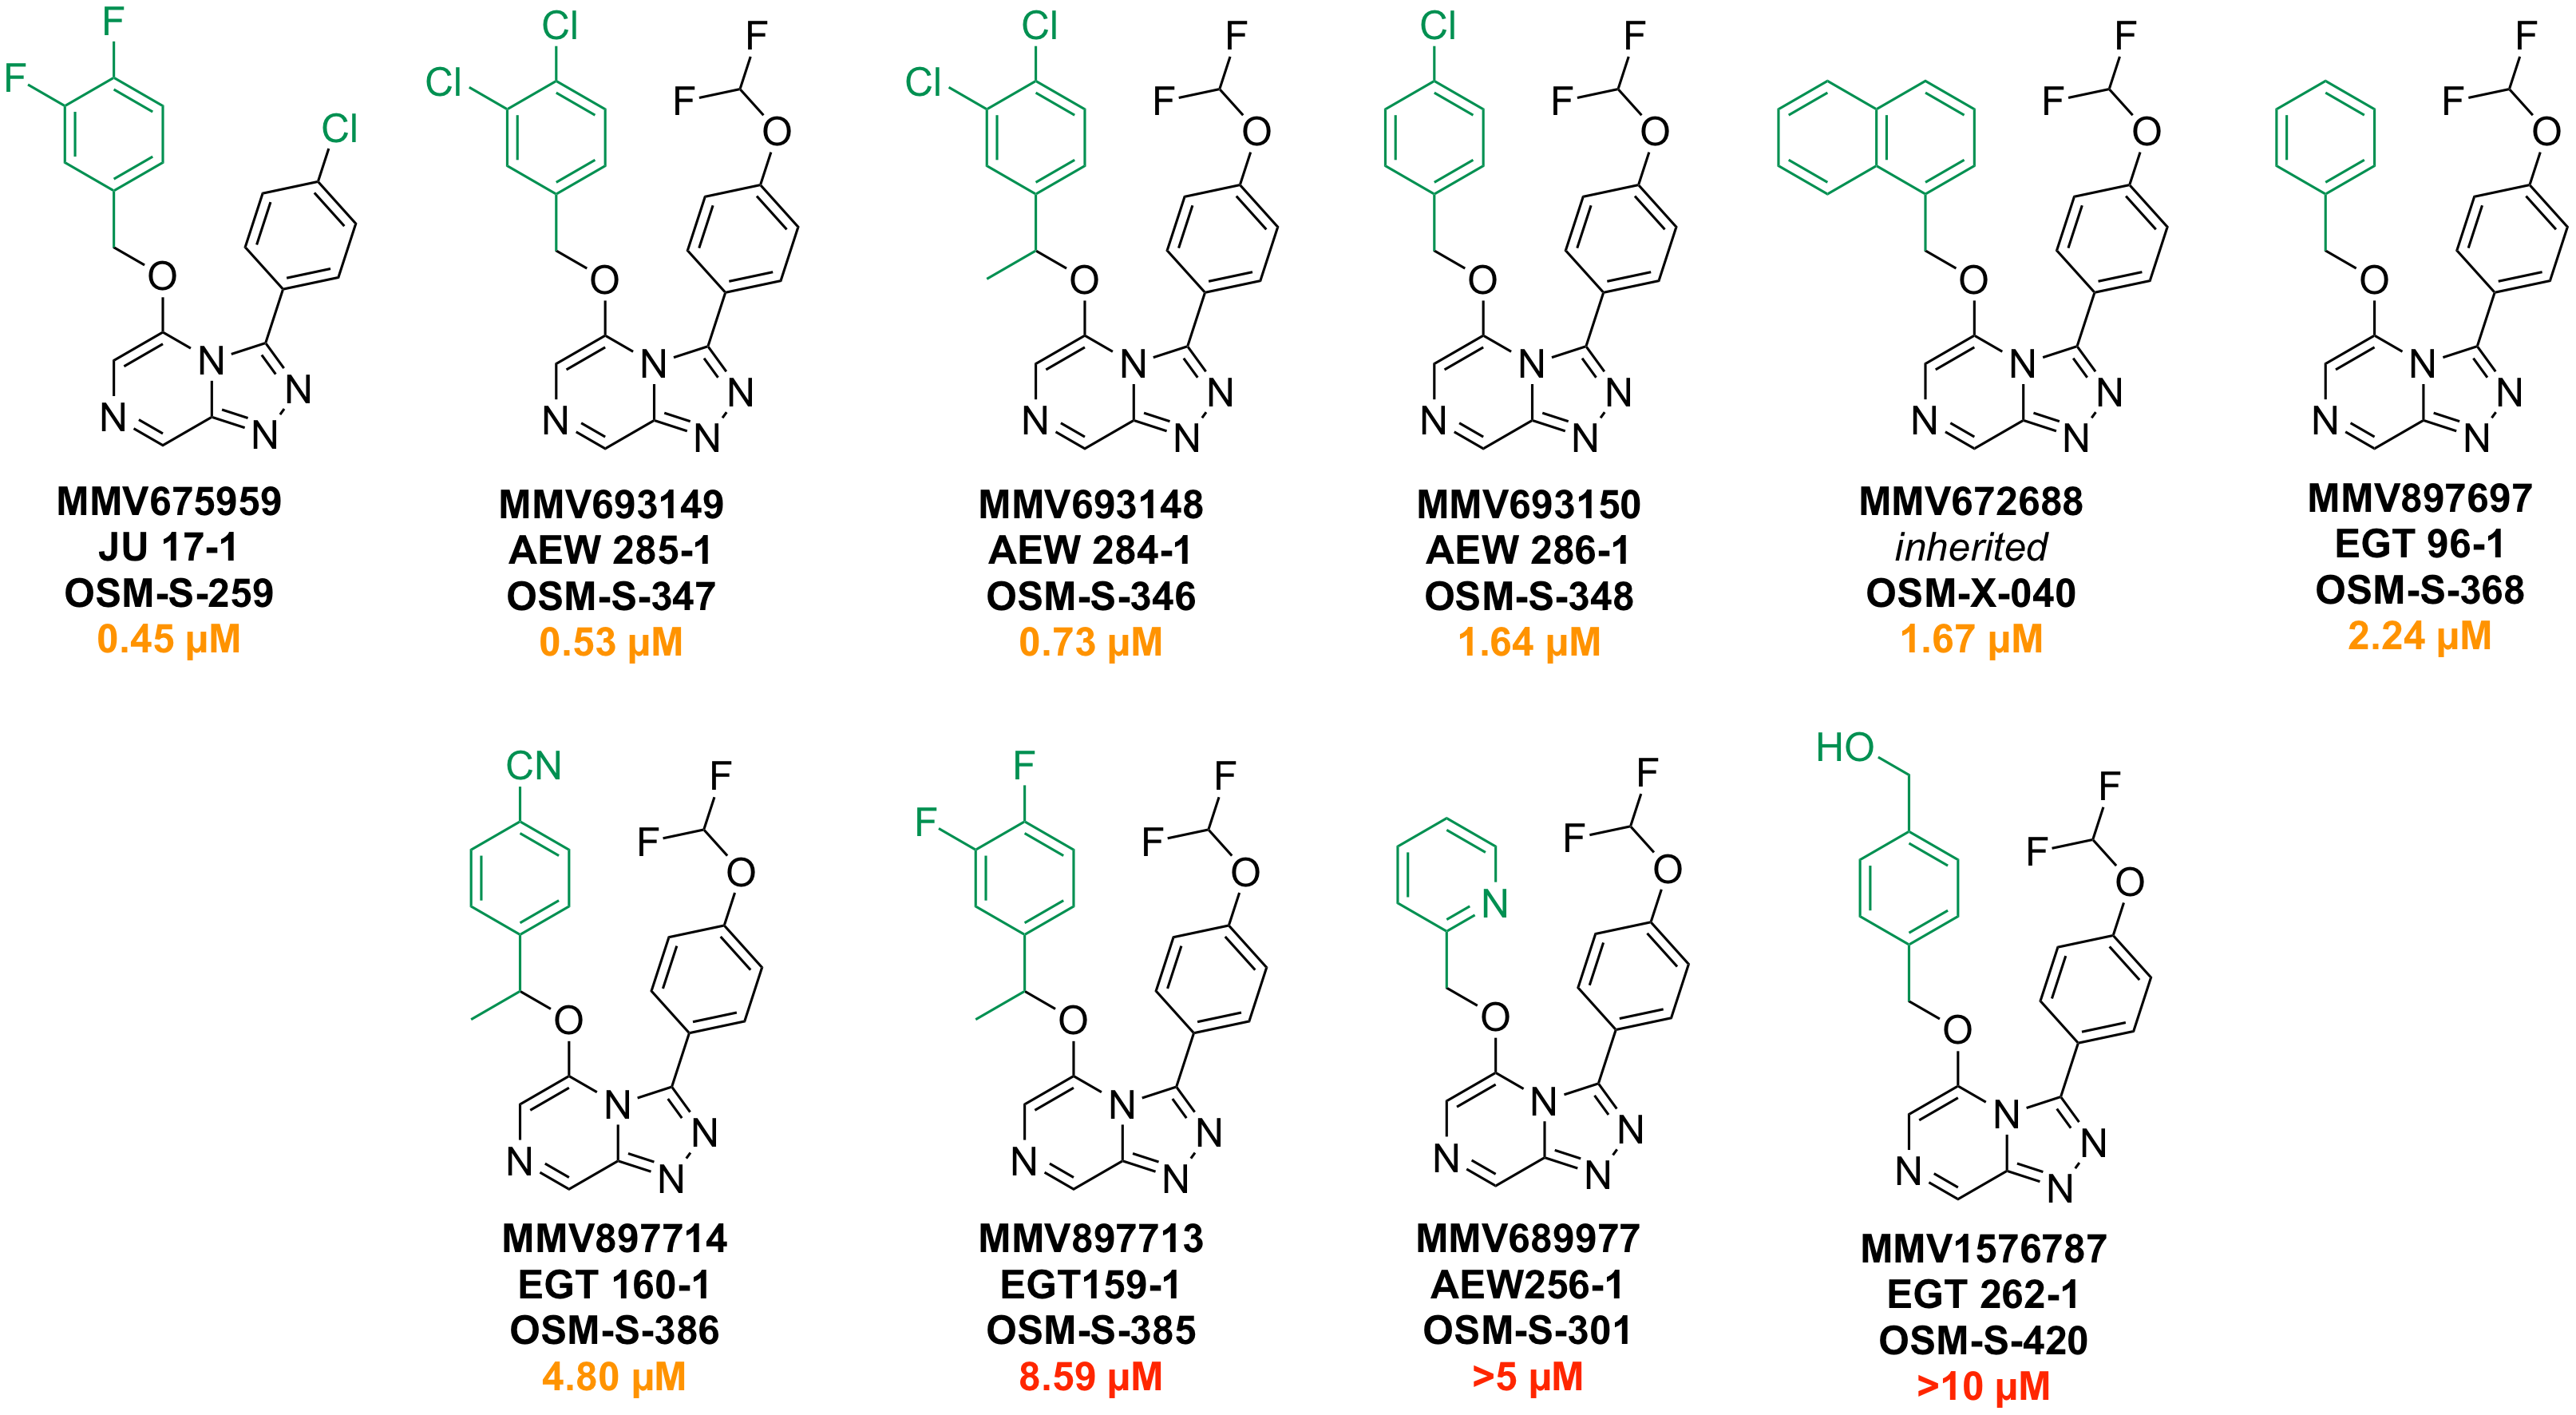 F
F
Cl
O
N
N
N
N
MMV675959
JU 17-1
OSM-S-259
0.45 µM
Cl
Cl
F
F
O
O
N
N
N
N
MMV693149
AEW 285-1
OSM-S-347
0.53 µM
Cl
Cl
F
F
O
O
N
N
N
N
MMV693148
AEW 284-1
OSM-S-346
0.73 µM
Cl
F
F
O
O
N
N
N
N
MMV693150
AEW 286-1
OSM-S-348
1.64 µM
F
F
O
O
N
N
N
N
MMV672688
inherited
OSM-X-040
1.67 µM
F
F
O
O
N
N
N
N
MMV897697
EGT 96-1
OSM-S-368
2.24 µM
CN
F
F
O
O
N
N
N
N
MMV897714
EGT 160-1
OSM-S-386
4.80 µM
F
F
F
F
O
O
N
N
N
N
MMV897713
EGT159-1
OSM-S-385
8.59 µM
F
F
O
N
O
N
N
N
N
MMV689977
AEW256-1
OSM-S-301
>5 µM
HO
F
F
O
O
N
N
N
N
MMV1576787
EGT 262-1
OSM-S-420
>10 µM